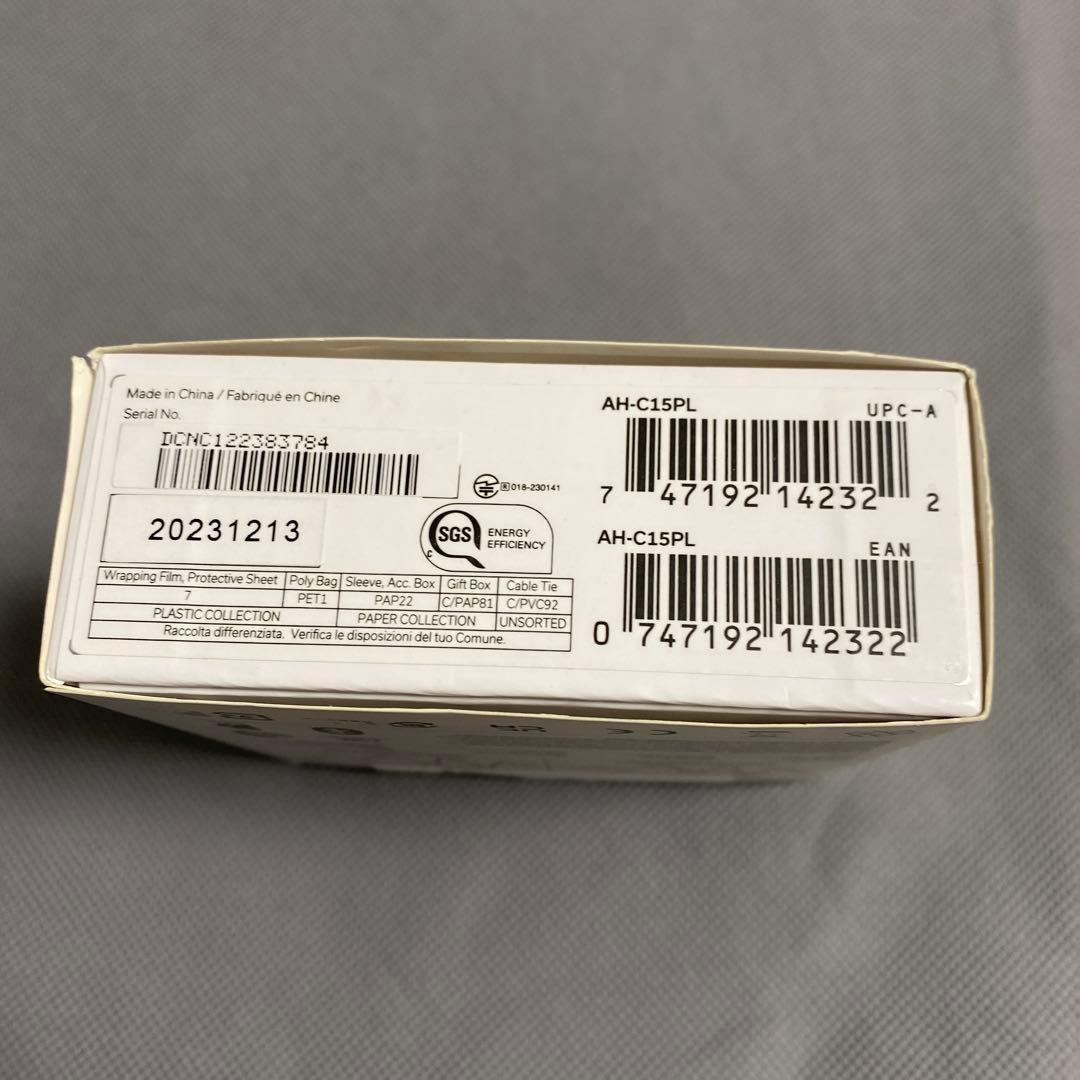 Made in China / Fabriqué en Chine
Serial No.
DCNC122383784
R 018-230141
20231213
SGS
C
ENERGY
EFFICIENCY
Wrapping Film, Protective Sheet Poly Bag Sleeve, Acc. Box Gift Box Cable Tie
7 PET1 PAP22 C/PAP81 C/PVC92
PLASTIC COLLECTION PAPER COLLECTION UNSORTED
Raccolta differenziata. Verifica le disposizioni del tuo Comune.
AH-C15PL UPC-A
7 47192 14232 2
AH-C15PL EAN
0 747192 142322